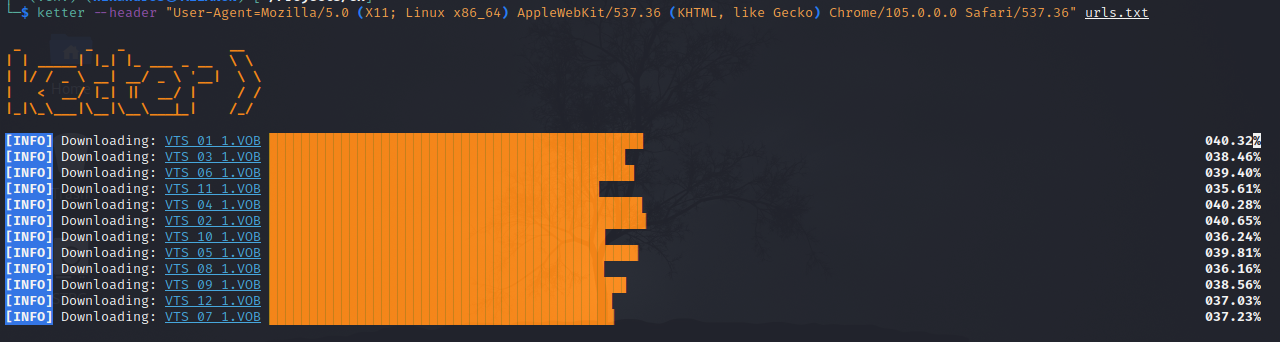 └─$ ketter --header "User-Agent=Mozilla/5.0 (X11; Linux x86_64) AppleWebKit/537.36 (KHTML, like Gecko) Chrome/105.0.0.0 Safari/537.36" urls.txt
ketter
[INFO] Downloading: VTS_01_1.VOB 040.32%
[INFO] Downloading: VTS_03_1.VOB 038.46%
[INFO] Downloading: VTS_06_1.VOB 039.40%
[INFO] Downloading: VTS_11_1.VOB 035.61%
[INFO] Downloading: VTS_04_1.VOB 040.28%
[INFO] Downloading: VTS_02_1.VOB 040.65%
[INFO] Downloading: VTS_10_1.VOB 036.24%
[INFO] Downloading: VTS_05_1.VOB 039.81%
[INFO] Downloading: VTS_08_1.VOB 036.16%
[INFO] Downloading: VTS_09_1.VOB 038.56%
[INFO] Downloading: VTS_12_1.VOB 037.03%
[INFO] Downloading: VTS_07_1.VOB 037.23%